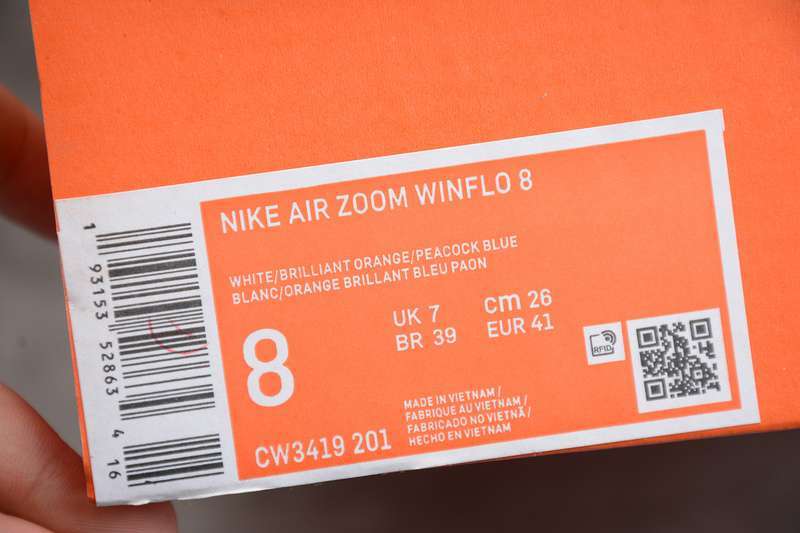 NIKE AIR ZOOM WINFLO 8
WHITE/BRILLIANT ORANGE/PEACOCK BLUE
BLANC/ORANGE BRILLANT BLEU PAON
8
UK 7 cm 26
BR 39 EUR 41
RFID
CW3419 201
MADE IN VIETNAM/
FABRIQUE AU VIETNAM/
FABRICADO NO VIETNÃ/
HECHO EN VIETNAM
1 93153 52863 4 16